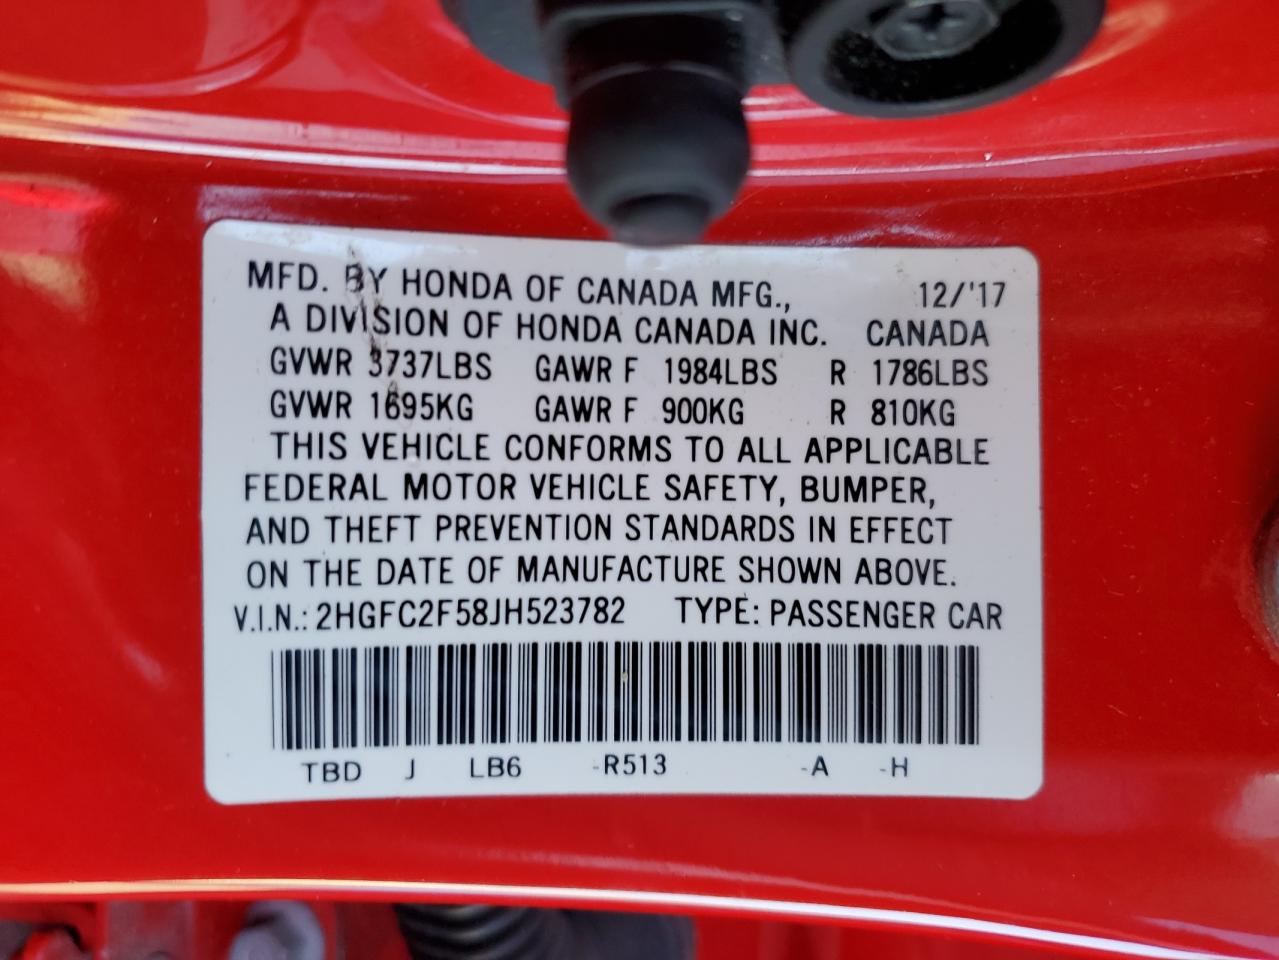 MFD. BY HONDA OF CANADA MFG., 12/'17
A DIVISION OF HONDA CANADA INC. CANADA
GVWR 3737LBS GAWR F 1984LBS R 1786LBS
GVWR 1695KG GAWR F 900KG R 810KG
THIS VEHICLE CONFORMS TO ALL APPLICABLE
FEDERAL MOTOR VEHICLE SAFETY, BUMPER,
AND THEFT PREVENTION STANDARDS IN EFFECT
ON THE DATE OF MANUFACTURE SHOWN ABOVE.
V.I.N.: 2HGFC2F58JH523782 TYPE: PASSENGER CAR
TBD J LB6 -R513 -A -H